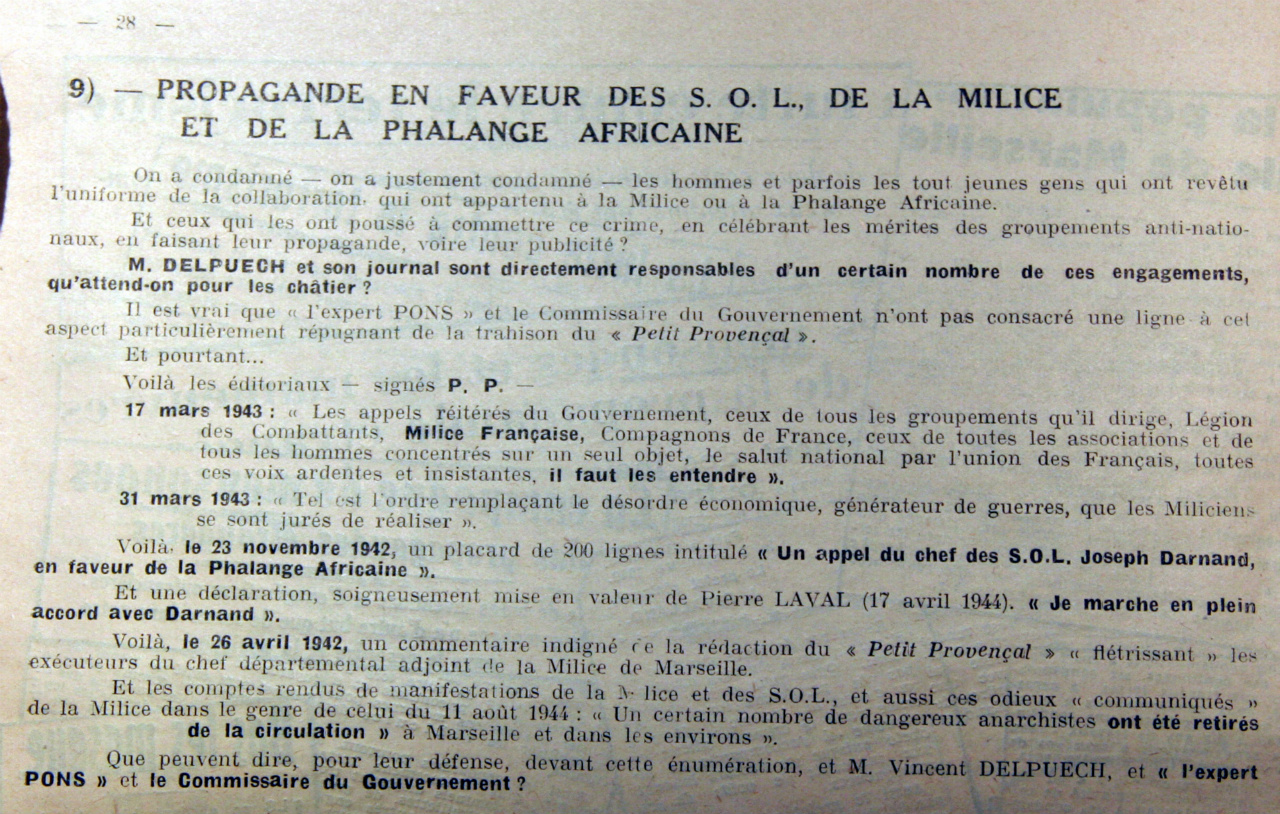 — 28 —
9) — PROPAGANDE EN FAVEUR DES S. O. L., DE LA MILICE
ET DE LA PHALANGE AFRICAINE
On a condamné — on a justement condamné — les hommes et parfois les tout jeunes gens qui ont revêtu
l'uniforme de la collaboration, qui ont appartenu à la Milice ou à la Phalange Africaine.
Et ceux qui les ont poussé à commettre ce crime, en célébrant les mérites des groupements anti-natio-
naux, en faisant leur propagande, voire leur publicité ?
M. DELPUECH et son journal sont directement responsables d'un certain nombre de ces engagements,
qu'attend-on pour les châtier ?
Il est vrai que « l'expert PONS » et le Commissaire du Gouvernement n'ont pas consacré une ligne à cet
aspect particulièrement répugnant de la trahison du « Petit Provençal ».
Et pourtant...
Voilà les éditoriaux — signés P. P. —
17 mars 1943 : « Les appels réitérés du Gouvernement, ceux de tous les groupements qu'il dirige, Légion
des Combattants, Milice Française, Compagnons de France, ceux de toutes les associations et de
tous les hommes concentrés sur un seul objet, le salut national par l'union des Français, toutes
ces voix ardentes et insistantes, il faut les entendre ».
31 mars 1943 : « Tel est l'ordre remplaçant le désordre économique, générateur de guerres, que les Miliciens
se sont jurés de réaliser ».
Voilà, le 23 novembre 1942, un placard de 200 lignes intitulé « Un appel du chef des S.O.L. Joseph Darnand,
en faveur de la Phalange Africaine ».
Et une déclaration, soigneusement mise en valeur de Pierre LAVAL (17 avril 1944). « Je marche en plein
accord avec Darnand ».
Voilà, le 26 avril 1942, un commentaire indigné de la rédaction du « Petit Provençal » « flétrissant » les
exécuteurs du chef départemental adjoint de la Milice de Marseille.
Et les comptes rendus de manifestations de la Milice et des S.O.L., et aussi ces odieux « communiqués »
de la Milice dans le genre de celui du 11 août 1944 : « Un certain nombre de dangereux anarchistes ont été retirés
de la circulation » à Marseille et dans les environs ».
Que peuvent dire, pour leur défense, devant cette énumération, et M. Vincent DELPUECH, et « l'expert
PONS » et le Commissaire du Gouvernement ?